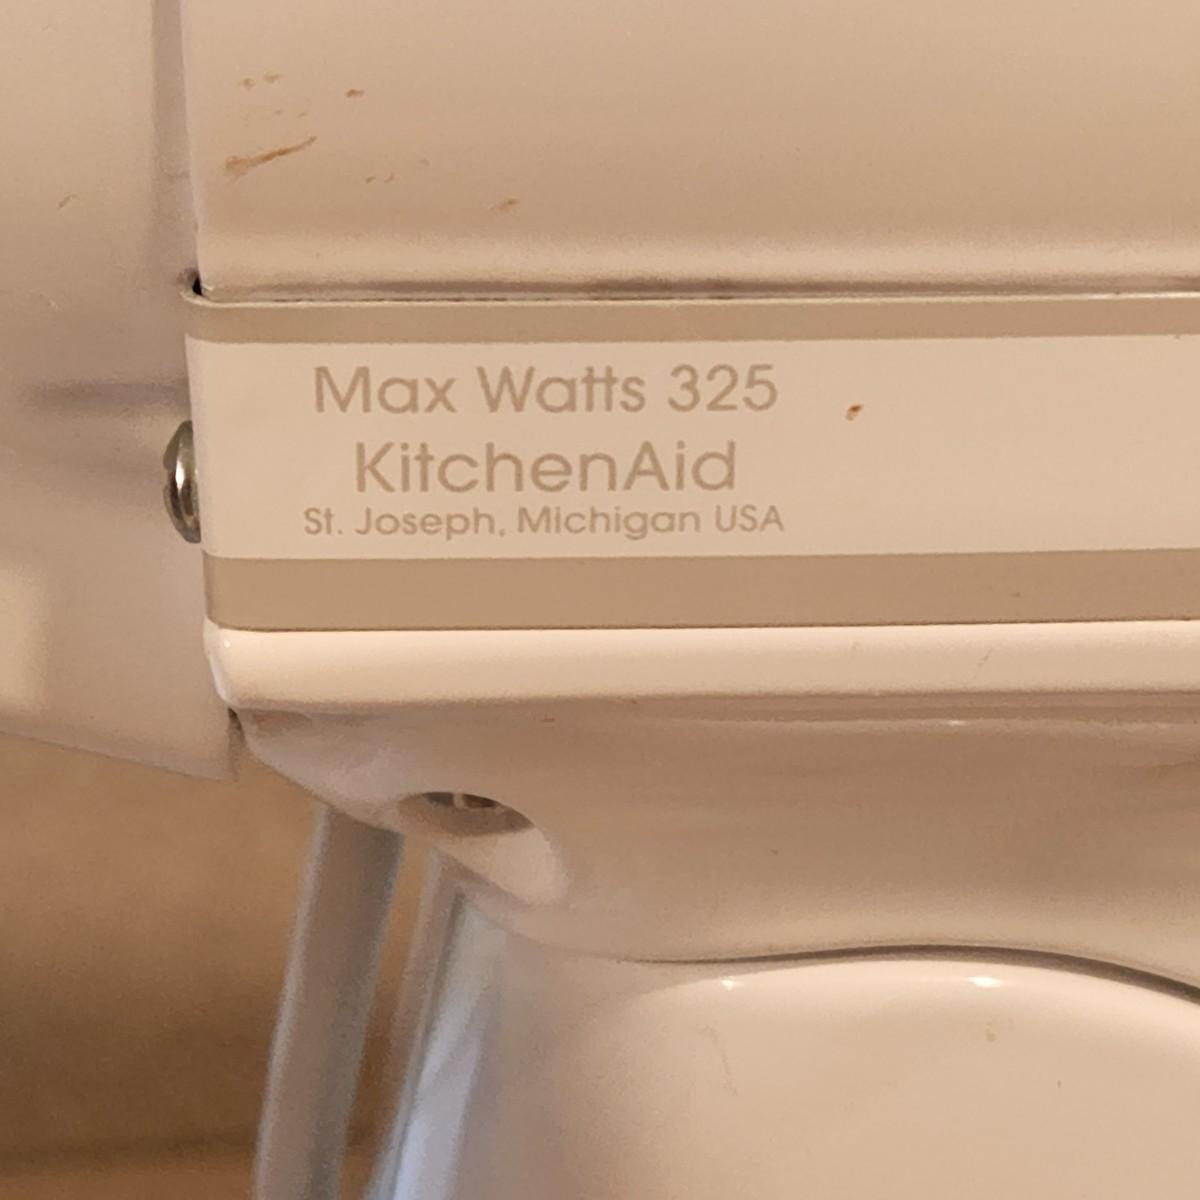 Max Watts 325
KitchenAid
St. Joseph, Michigan USA